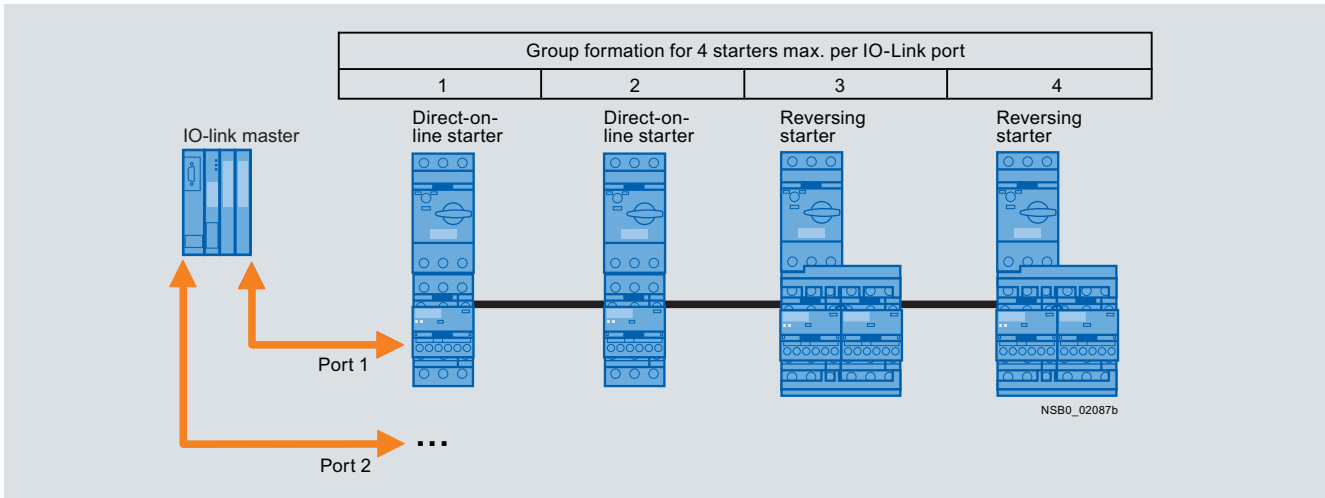 Group formation for 4 starters max. per IO-Link port
1 2 3 4
IO-link master
Direct-on-
line starter
Direct-on-
line starter
Reversing
starter
Reversing
starter
Port 1
NSB0_02087b
...
Port 2